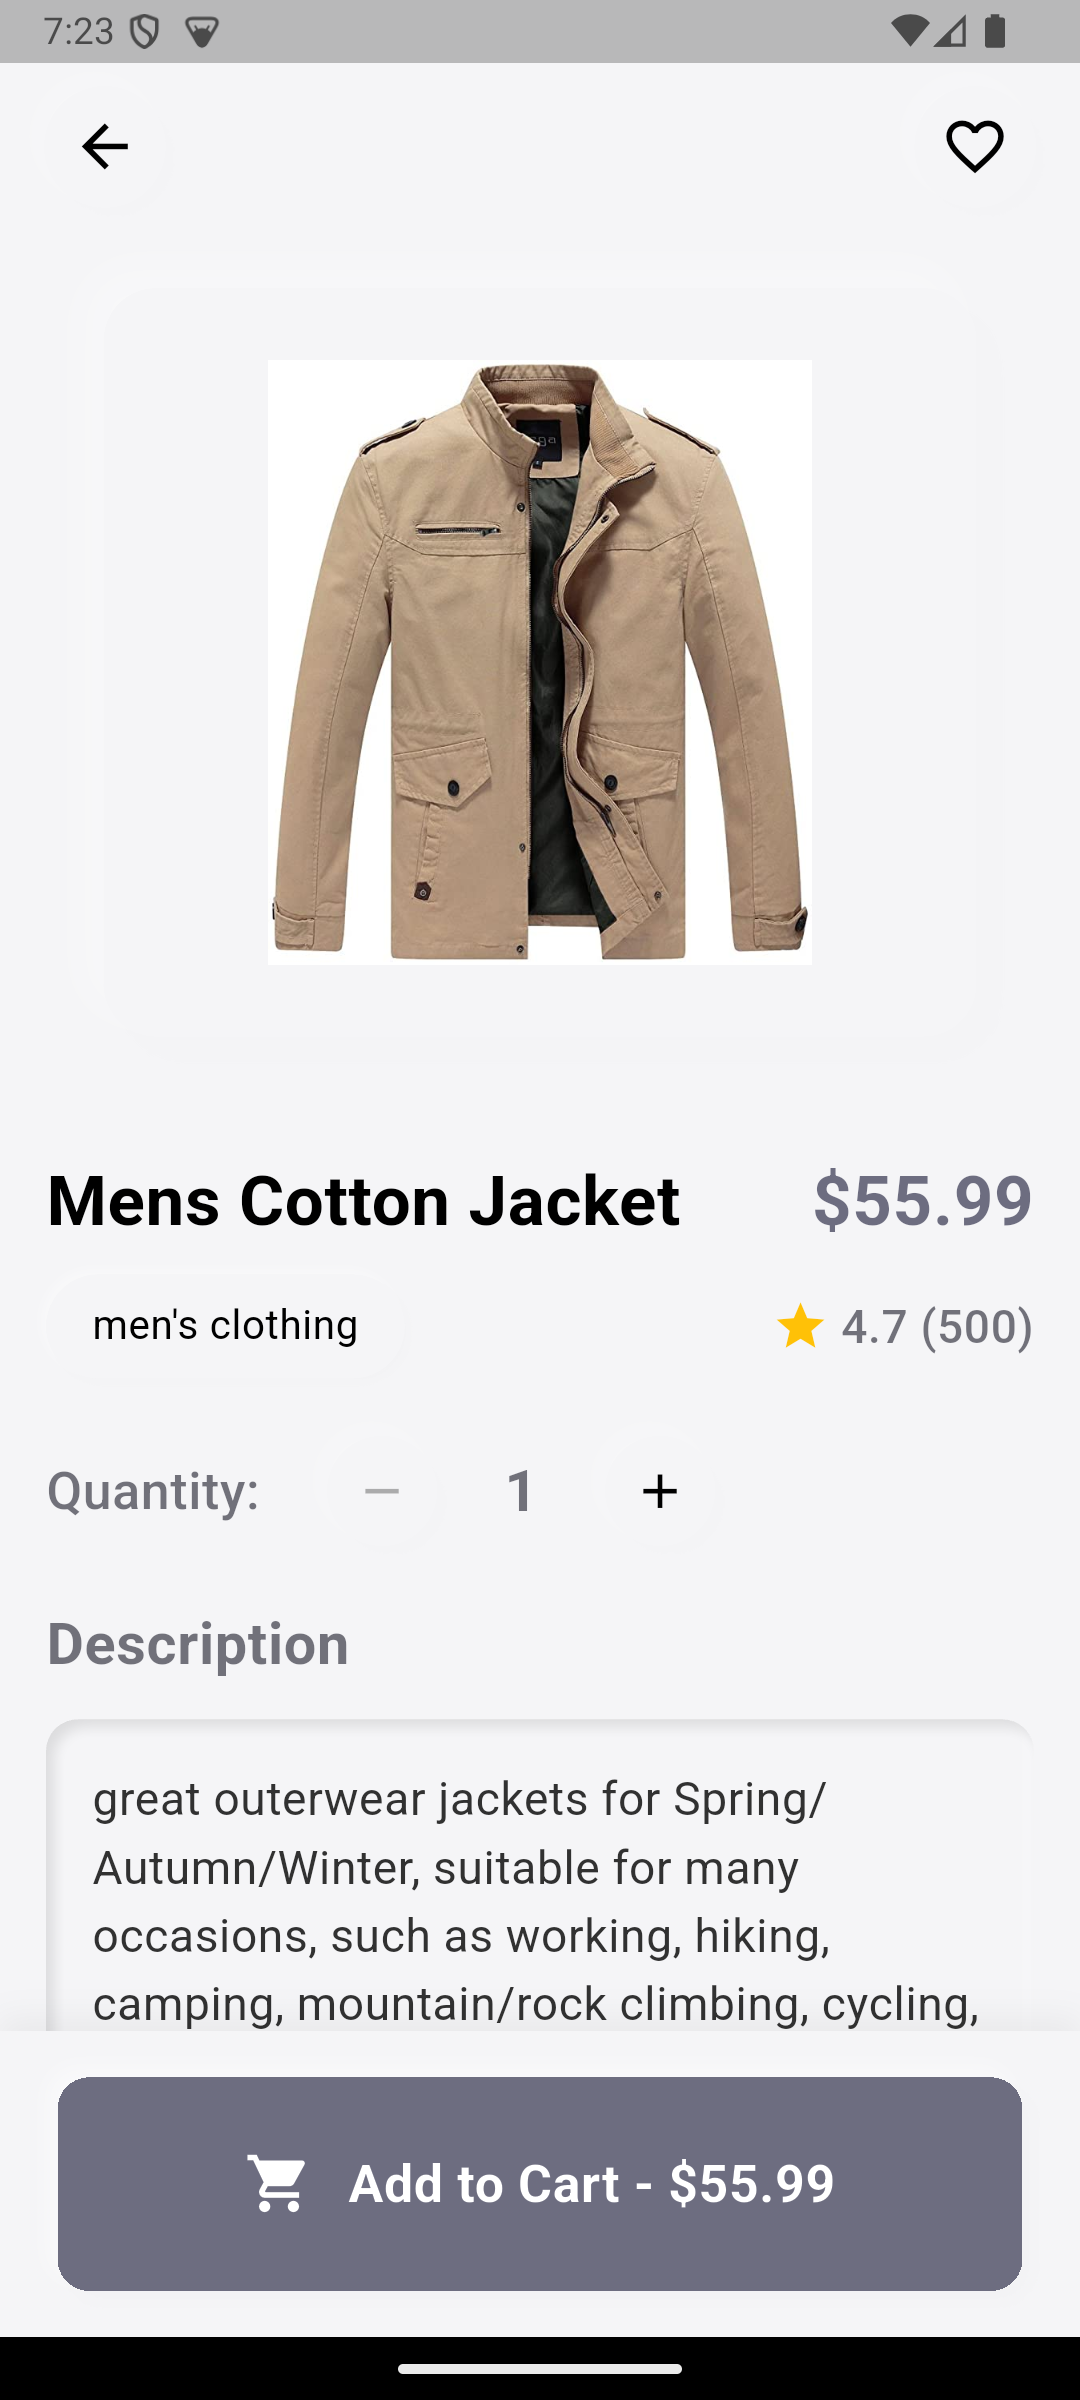 7:23
Mens Cotton Jacket
$55.99
men's clothing
4.7 (500)
Quantity:
1
Description
great outerwear jackets for Spring/
Autumn/Winter, suitable for many
occasions, such as working, hiking,
camping, mountain/rock climbing, cycling,
Add to Cart - $55.99